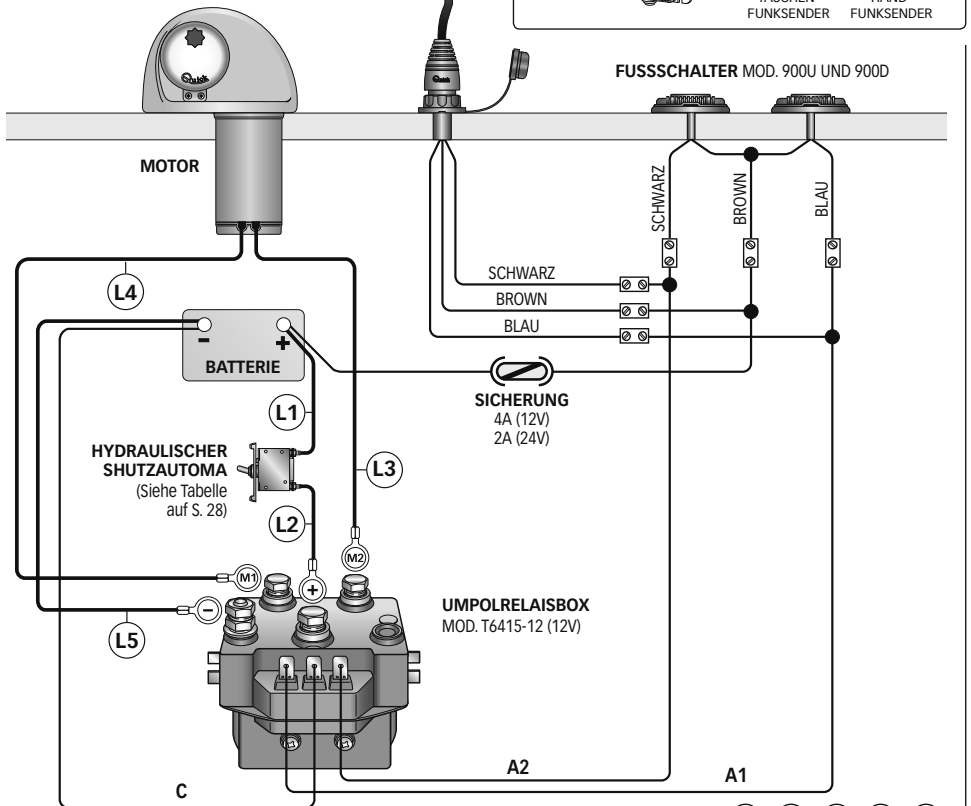 HAND
FUNKSENDER FUNKSENDER
Quick
Quick
FUSSSCHALTER MOD. 900U UND 900D
MOTOR
SCHWARZ
BROWN
BLAU
SCHWARZ
BROWN
BLAU
L4
- +
BATTERIE
SICHERUNG
4A (12V)
2A (24V)
L1
HYDRAULISCHER
SHUTZAUTOMA
(Siehe Tabelle
auf S. 28)
L3
L2
M2
M1
+
-
L5
UMPOLRELAISBOX
MOD. T6415-12 (12V)
A2
A1
C